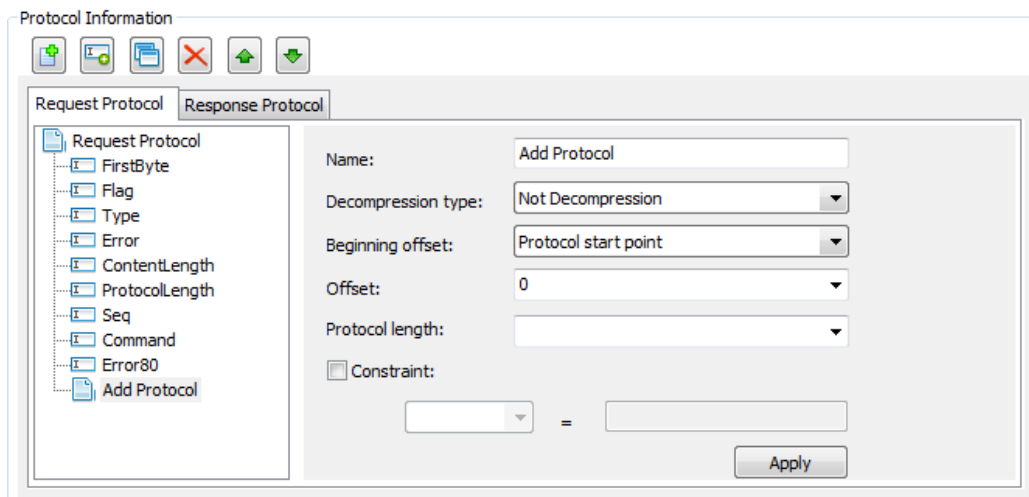 Protocol Information
Request Protocol
Response Protocol
Request Protocol
FirstByte
Flag
Type
Error
ContentLength
ProtocolLength
Seq
Command
Error80
Add Protocol
Name:
Add Protocol
Decompression type:
Not Decompression
Beginning offset:
Protocol start point
Offset:
0
Protocol length:
Constraint:
=
Apply